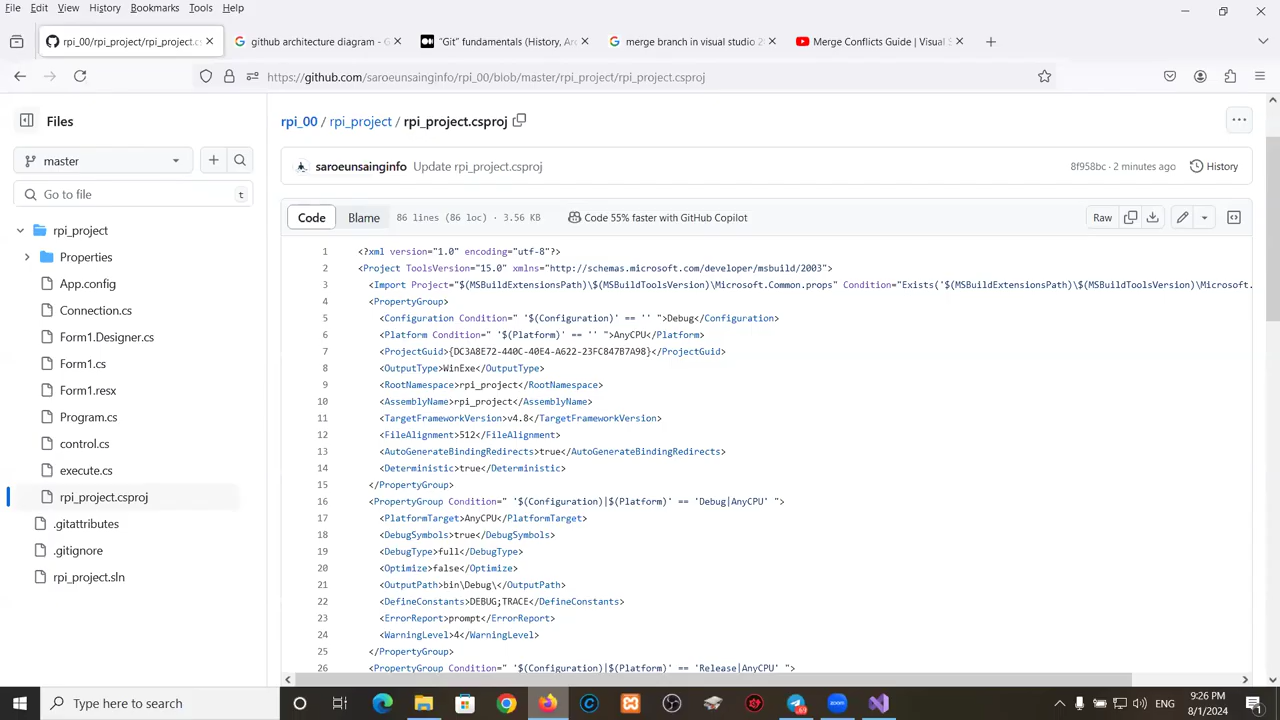 File Edit View History Bookmarks Tools Help
rpi_00/rpi_project/rpi_project.cs
github architecture diagram - G
"Git" fundamentals (History, Arc
merge branch in visual studio 2
Merge Conflicts Guide | Visual S
https://github.com/saroeunsainginfo/rpi_00/blob/master/rpi_project/rpi_project.csproj
Files
master
Go to file
t
rpi_project
Properties
App.config
Connection.cs
Form1.Designer.cs
Form1.cs
Form1.resx
Program.cs
control.cs
execute.cs
rpi_project.csproj
.gitattributes
.gitignore
rpi_project.sln
rpi_00 / rpi_project / rpi_project.csproj
saroeunsainginfo Update rpi_project.csproj
8f958bc · 2 minutes ago
History
Code
Blame
86 lines (86 loc) · 3.56 KB
Code 55% faster with GitHub Copilot
Raw
1 <?xml version="1.0" encoding="utf-8"?>
2 <Project ToolsVersion="15.0" xmlns="http://schemas.microsoft.com/developer/msbuild/2003">
3 <Import Project="$(MSBuildExtensionsPath)\$(MSBuildToolsVersion)\Microsoft.Common.props" Condition="Exists('$(MSBuildExtensionsPath)\$(MSBuildToolsVersion)\Microsoft.
4 <PropertyGroup>
5 <Configuration Condition=" '$(Configuration)' == '' ">Debug</Configuration>
6 <Platform Condition=" '$(Platform)' == '' ">AnyCPU</Platform>
7 <ProjectGuid>{DC3A8E72-440C-40E4-A622-23FC847B7A98}</ProjectGuid>
8 <OutputType>WinExe</OutputType>
9 <RootNamespace>rpi_project</RootNamespace>
10 <AssemblyName>rpi_project</AssemblyName>
11 <TargetFrameworkVersion>v4.8</TargetFrameworkVersion>
12 <FileAlignment>512</FileAlignment>
13 <AutoGenerateBindingRedirects>true</AutoGenerateBindingRedirects>
14 <Deterministic>true</Deterministic>
15 </PropertyGroup>
16 <PropertyGroup Condition=" '$(Configuration)|$(Platform)' == 'Debug|AnyCPU' ">
17 <PlatformTarget>AnyCPU</PlatformTarget>
18 <DebugSymbols>true</DebugSymbols>
19 <DebugType>full</DebugType>
20 <Optimize>false</Optimize>
21 <OutputPath>bin\Debug\</OutputPath>
22 <DefineConstants>DEBUG;TRACE</DefineConstants>
23 <ErrorReport>prompt</ErrorReport>
24 <WarningLevel>4</WarningLevel>
25 </PropertyGroup>
26 <PropertyGroup Condition=" '$(Configuration)|$(Platform)' == 'Release|AnyCPU' ">
Type here to search
zoom
ENG
9:26 PM
8/1/2024